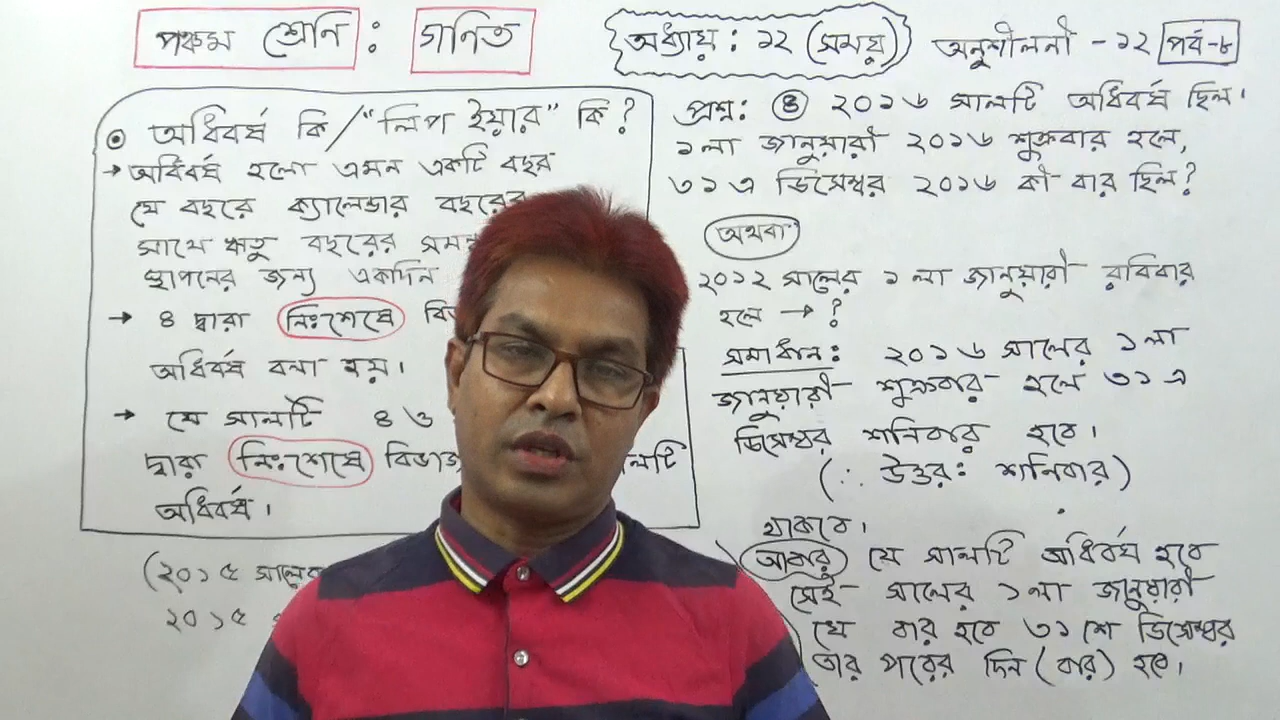 পঞ্চম শ্রেনি : গনিত
অধ্যায় : ১২ (সময়) অনুশীলনী - ১২ পর্ব-৮
অধিবর্ষ কি / "লিপ ইয়ার" কি ?
→ অধিবর্ষ হলো এমন একটি বছর
যে বছরে ক্যালেন্ডার বছরের
সাথে ঋতু বছরের
স্থাপনের জন্য একদিন
→ ৪ দ্বারা নিঃশেষে
অধিবর্ষ বলা হয়।
→ যে সালটি ৪ ও
দ্বারা নিঃশেষে
অধিবর্ষ।
(২০১৫ সালের
২০১৫
প্রশ্ন: ৪ ২০১৬ সালটি অধিবর্ষ ছিল।
১লা জানুয়ারী ২০১৬ শুক্রবার হলে,
৩১ এ ডিসেম্বর ২০১৬ কী বার ছিল?
অথবা
২০১২ সালের ১লা জানুয়ারী রবিবার
হলে → ?
সমাধান: ২০১৬ সালের ১লা
জানুয়ারী শুক্রবার হলে ৩১ এ
ডিসেম্বর শনিবার হবে।
(∴ উত্তর: শনিবার)
থাকবে।
আবার যে সালটি অধিবর্ষ হবে
সেই সালের ১লা জানুয়ারী
যে বার হবে ৩১ শে ডিসেম্বর
তার পরের দিন (বার) হবে।